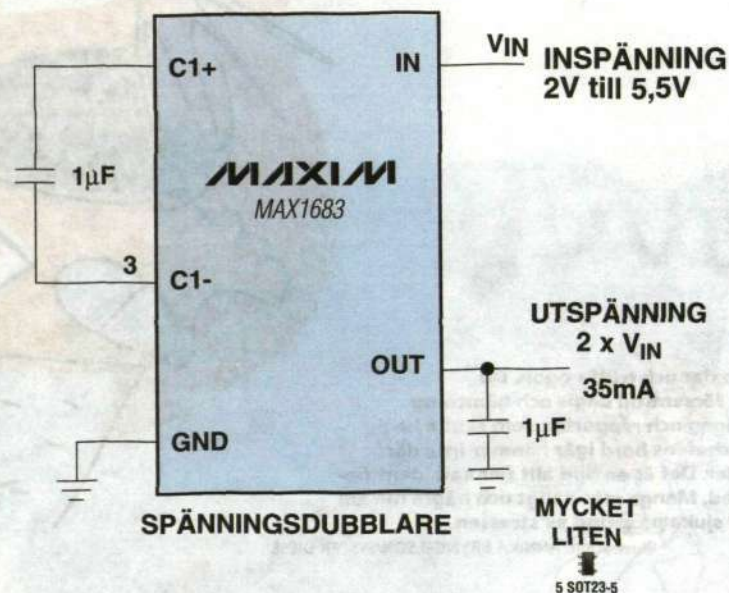 C1+
IN
VIN
INSPÄNNING
2V till 5,5V
1µF
MAXIM
MAX1683
3
C1-
UTSPÄNNING
2 x VIN
OUT
35mA
1µF
GND
SPÄNNINGSDUBBLARE
MYCKET
LITEN
5 SOT23-5